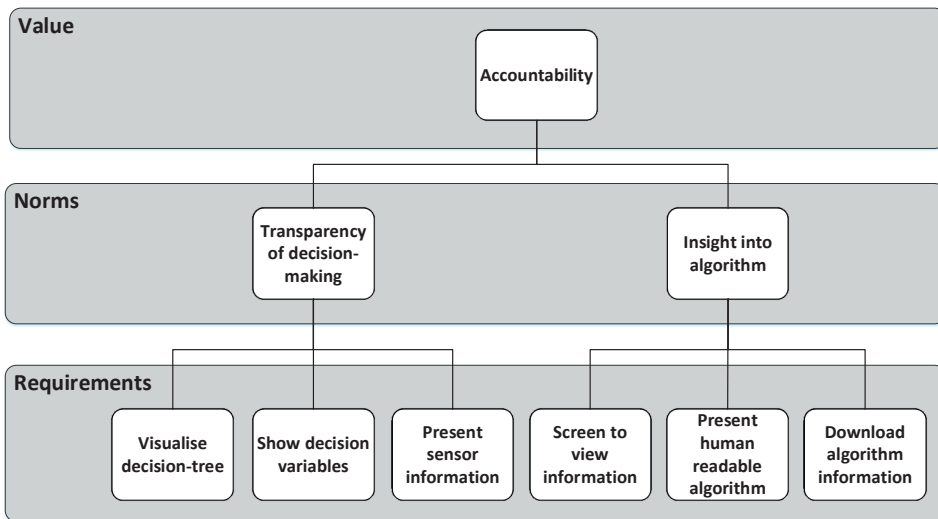 Value
Accountability
Norms
Transparency
of decision-
making
Insight into
algorithm
Requirements
Visualise
decision-tree
Show decision
variables
Present
sensor
information
Screen to
view
information
Present
human
readable
algorithm
Download
algorithm
information